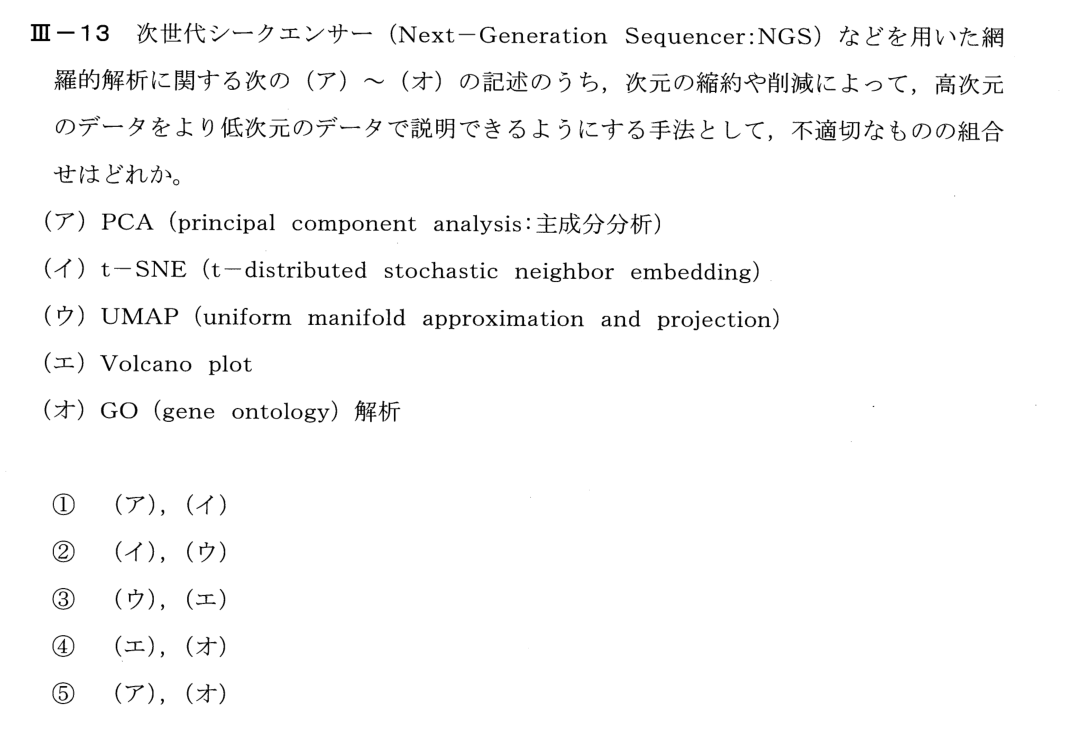 Ⅲ－13　次世代シークエンサー（Next－Generation Sequencer:NGS）などを用いた網
羅的解析に関する次の（ア）～（オ）の記述のうち，次元の縮約や削減によって，高次元
のデータをより低次元のデータで説明できるようにする手法として，不適切なものの組合
せはどれか。
（ア）PCA（principal component analysis：主成分分析）
（イ）t－SNE（t－distributed stochastic neighbor embedding）
（ウ）UMAP（uniform manifold approximation and projection）
（エ）Volcano plot
（オ）GO（gene ontology）解析
①　（ア），（イ）
②　（イ），（ウ）
③　（ウ），（エ）
④　（エ），（オ）
⑤　（ア），（オ）